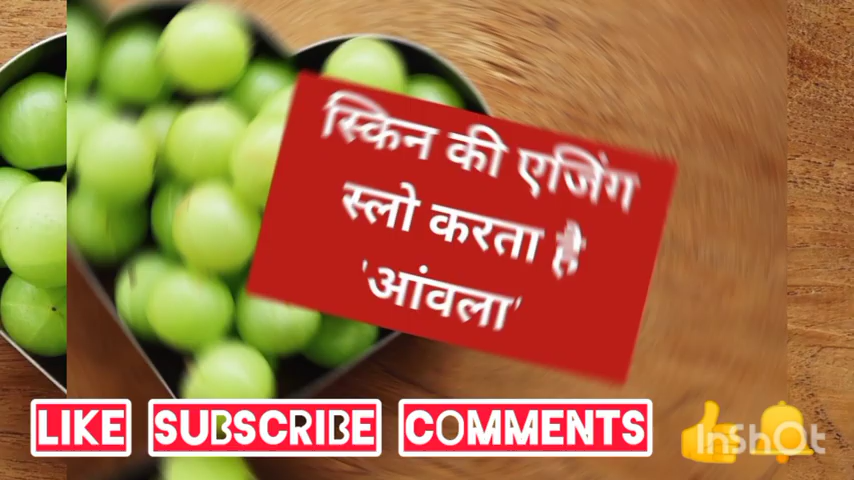 स्किन की एजिंग
स्लो करता है
'आंवला'
LIKE SUBSCRIBE COMMENTS
InShOt